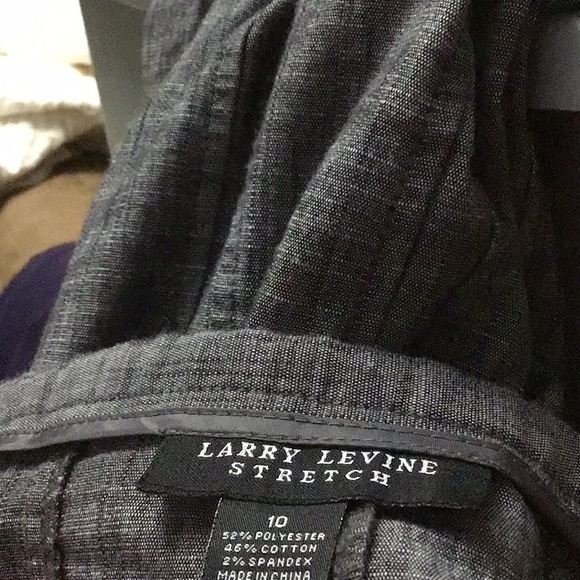 LARRY LEVINE
STRETCH
10
52% POLYESTER
46% COTTON
2% SPANDEX
MADE IN CHINA